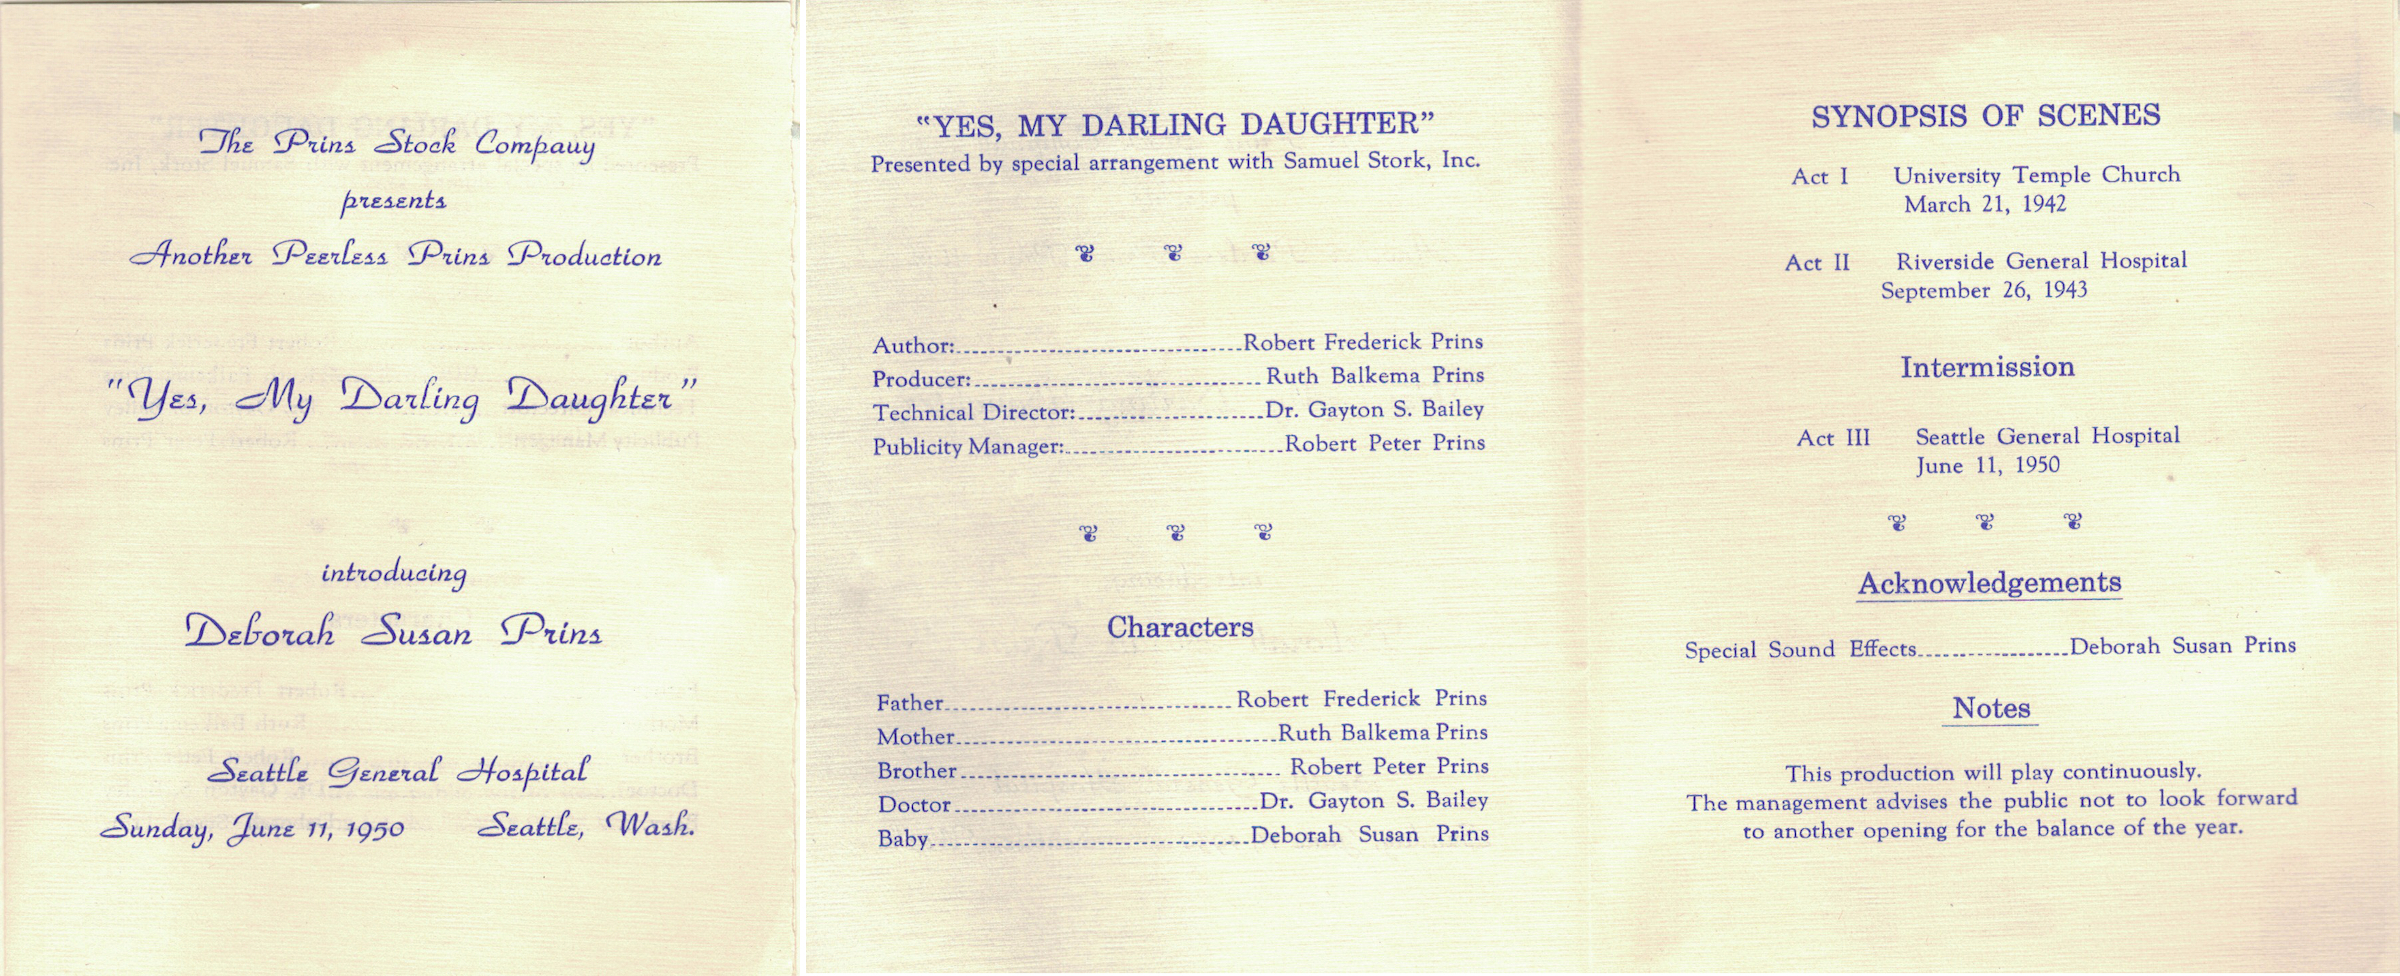 The Prins Stock Company
presents
Another Peerless Prins Production
"Yes, My Darling Daughter"
introducing
Deborah Susan Prins
Seattle General Hospital
Sunday, June 11, 1950 Seattle, Wash.
"YES, MY DARLING DAUGHTER"
Presented by special arrangement with Samuel Stork, Inc.
Author: Robert Frederick Prins
Producer: Ruth Balkema Prins
Technical Director: Dr. Gayton S. Bailey
Publicity Manager: Robert Peter Prins
Characters
Father Robert Frederick Prins
Mother Ruth Balkema Prins
Brother Robert Peter Prins
Doctor Dr. Gayton S. Bailey
Baby Deborah Susan Prins
SYNOPSIS OF SCENES
Act I University Temple Church
March 21, 1942
Act II Riverside General Hospital
September 26, 1943
Intermission
Act III Seattle General Hospital
June 11, 1950
Acknowledgements
Special Sound Effects Deborah Susan Prins
Notes
This production will play continuously.
The management advises the public not to look forward
to another opening for the balance of the year.